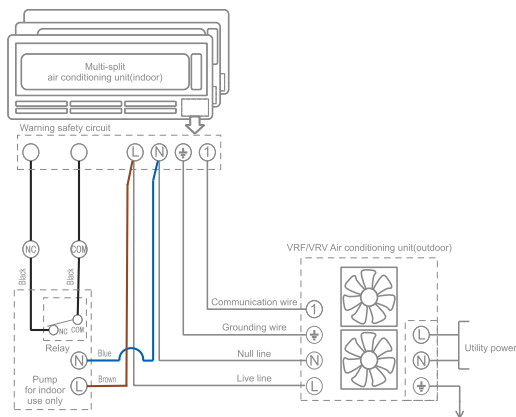 Multi-split
air conditioning unit(indoor)
Warning safety circuit
L
N
1
NC
COM
Black
Black
VRF/VRV Air conditioning unit(outdoor)
Communication wire
1
Grounding wire
Null line
N
Live line
L
L
N
Utility power
NC
COM
Relay
N
Blue
L
Brown
Pump
for indoor
use only